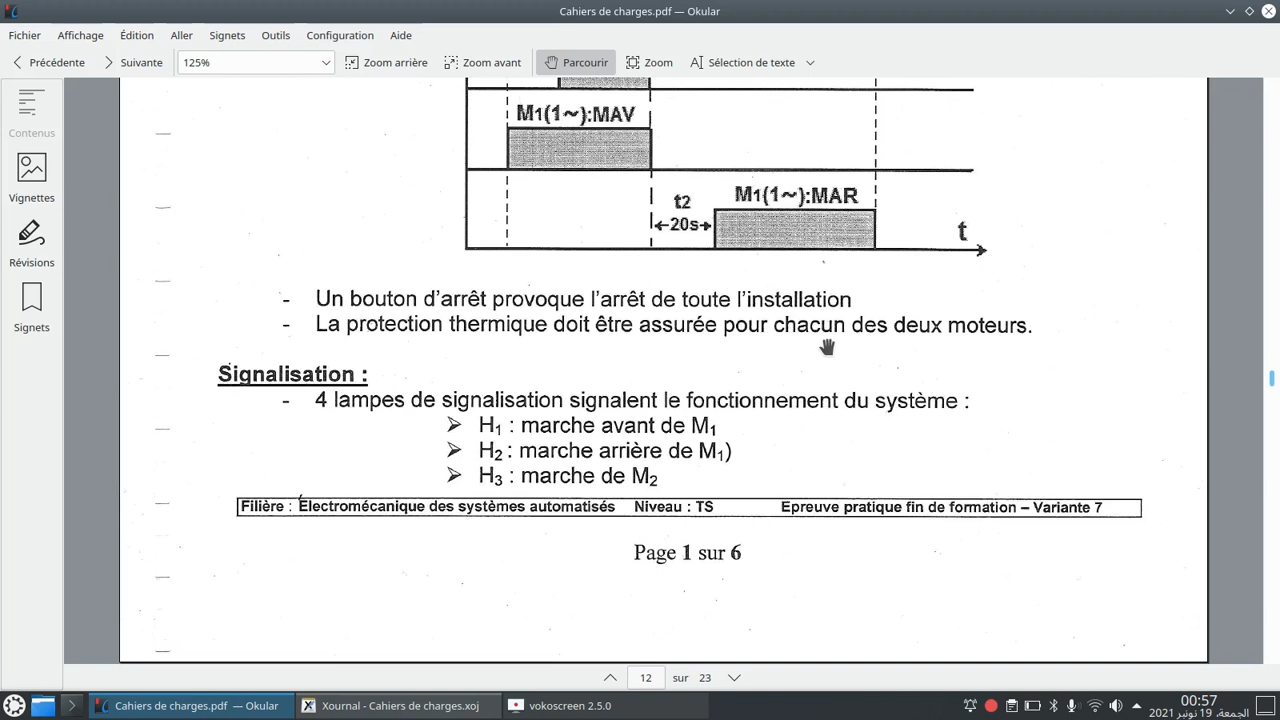 Cahiers de charges.pdf — Okular
Fichier Affichage Édition Aller Signets Outils Configuration Aide
Précédente Suivante 125% Zoom arrière Zoom avant Parcourir Zoom Sélection de texte
Contenus
Vignettes
Révisions
Signets
M1(1~):MAV
M1(1~):MAR
t2
20s
t
- Un bouton d'arrêt provoque l'arrêt de toute l'installation
- La protection thermique doit être assurée pour chacun des deux moteurs.
Signalisation :
- 4 lampes de signalisation signalent le fonctionnement du système :
➢ H1 : marche avant de M1
➢ H2 : marche arrière de M1)
➢ H3 : marche de M2
Filière : Électromécanique des systèmes automatisés Niveau : TS Epreuve pratique fin de formation – Variante 7
Page 1 sur 6
12 sur 23
Cahiers de charges.pdf — Okular
Xournal - Cahiers de charges.xoj
vokoscreen 2.5.0
00:57
الجمعة، 19 نونبر 2021